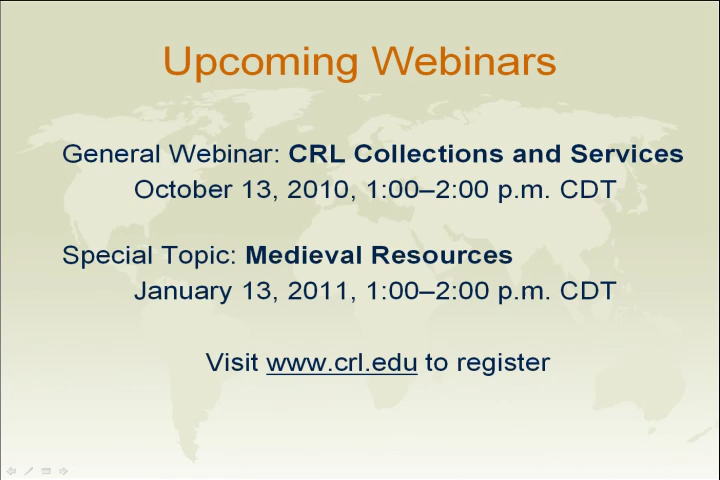 Upcoming Webinars
General Webinar: CRL Collections and Services
October 13, 2010, 1:00–2:00 p.m. CDT
Special Topic: Medieval Resources
January 13, 2011, 1:00–2:00 p.m. CDT
Visit www.crl.edu to register